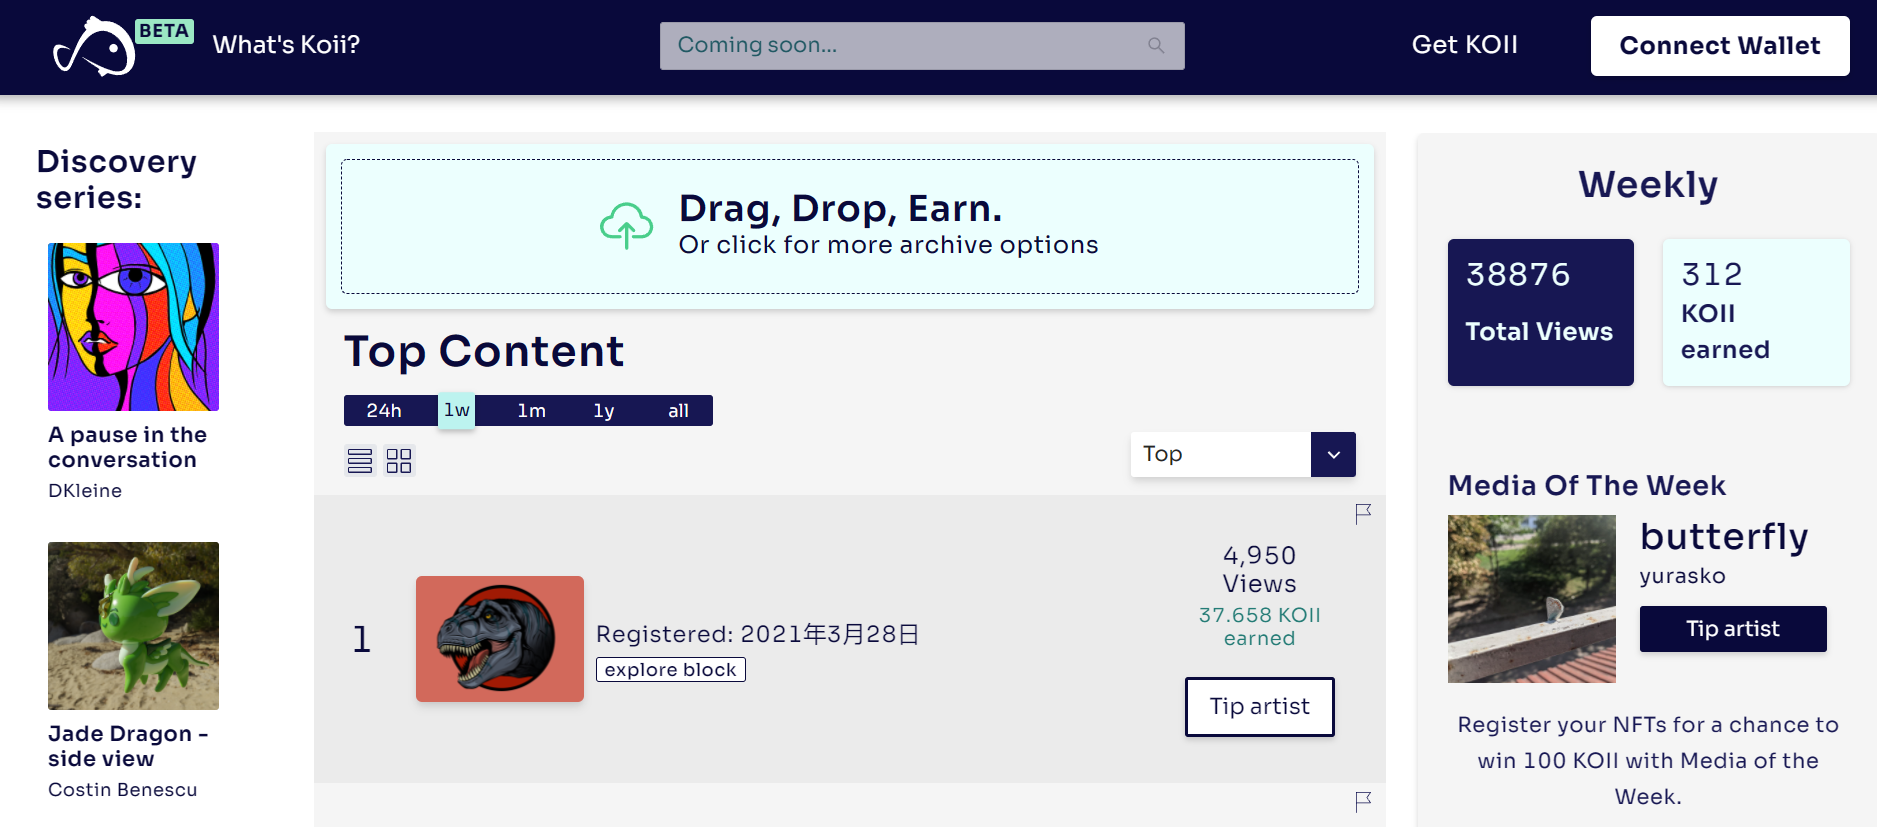 BETA
What's Koii?
Coming soon...
Get KOII
Connect Wallet
Discovery
series:
A pause in the
conversation
DKleine
Jade Dragon -
side view
Costin Benescu
Drag, Drop, Earn.
Or click for more archive options
Top Content
24h
1w
1m
1y
all
Top
1
Registered: 2021年3月28日
explore block
4,950
Views
37.658 KOII
earned
Tip artist
Weekly
38876
Total Views
312
KOII
earned
Media Of The Week
butterfly
yurasko
Tip artist
Register your NFTs for a chance to
win 100 KOII with Media of the
Week.